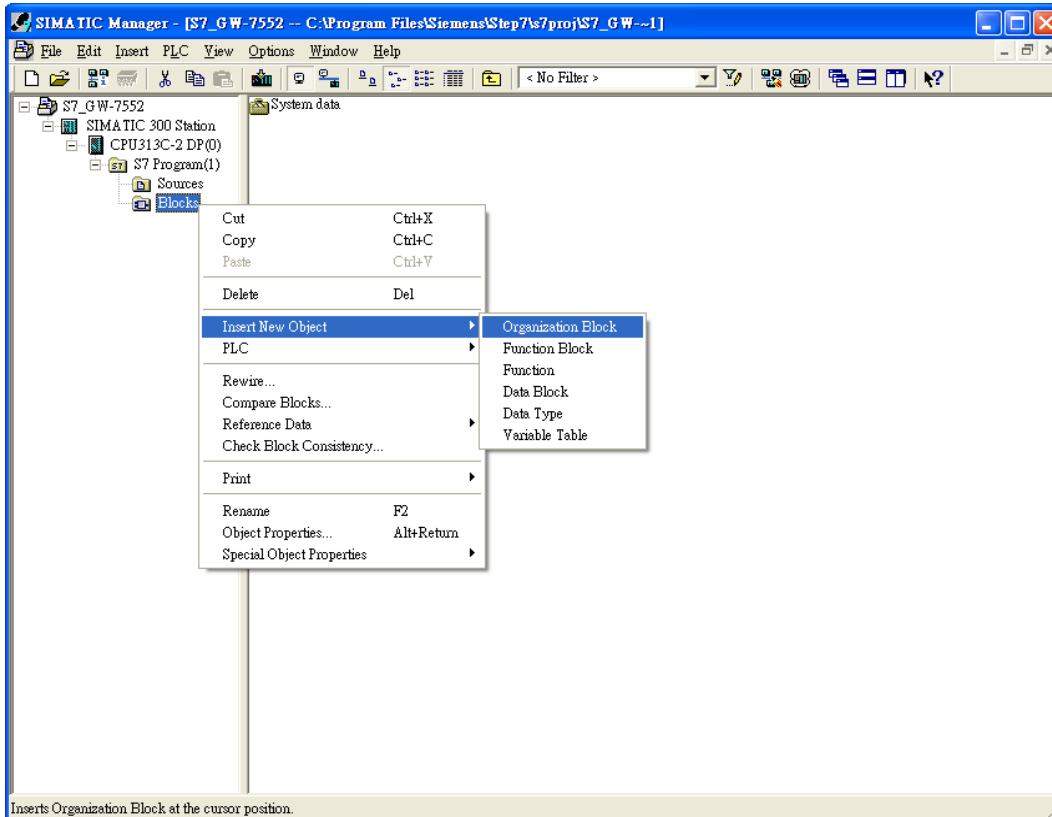 SIMATIC Manager - [S7_GW-7552 -- C:\Program Files\Siemens\Step7\s7proj\S7_GW-~1]
File Edit Insert PLC View Options Window Help
< No Filter >
S7_GW-7552
SIMATIC 300 Station
CPU313C-2 DP(0)
S7 Program(1)
Sources
Blocks
System data
Cut Ctrl+X
Copy Ctrl+C
Paste Ctrl+V
Delete Del
Insert New Object
PLC
Rewire...
Compare Blocks...
Reference Data
Check Block Consistency...
Print
Rename F2
Object Properties... Alt+Return
Special Object Properties
Organization Block
Function Block
Function
Data Block
Data Type
Variable Table
Inserts Organization Block at the cursor position.